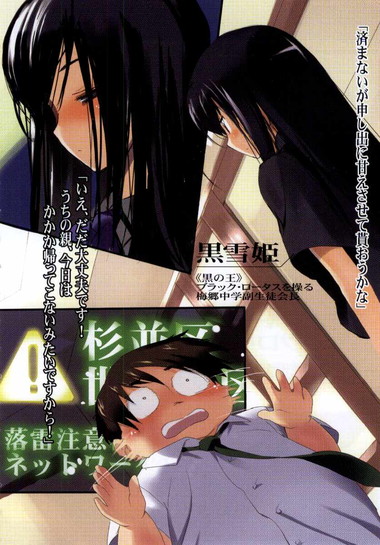 『済まないが申し出に甘えさせて貰おうかな』
黒雪姫
《黒の王》
ブラック・ロータスを操る
梅郷中学副生徒会長
『いえ、だだ大丈夫です!
うちの親、今日は
かかか帰ってこないみたいですから!』
杉並区
世
区
落雷注意
ネットワーク